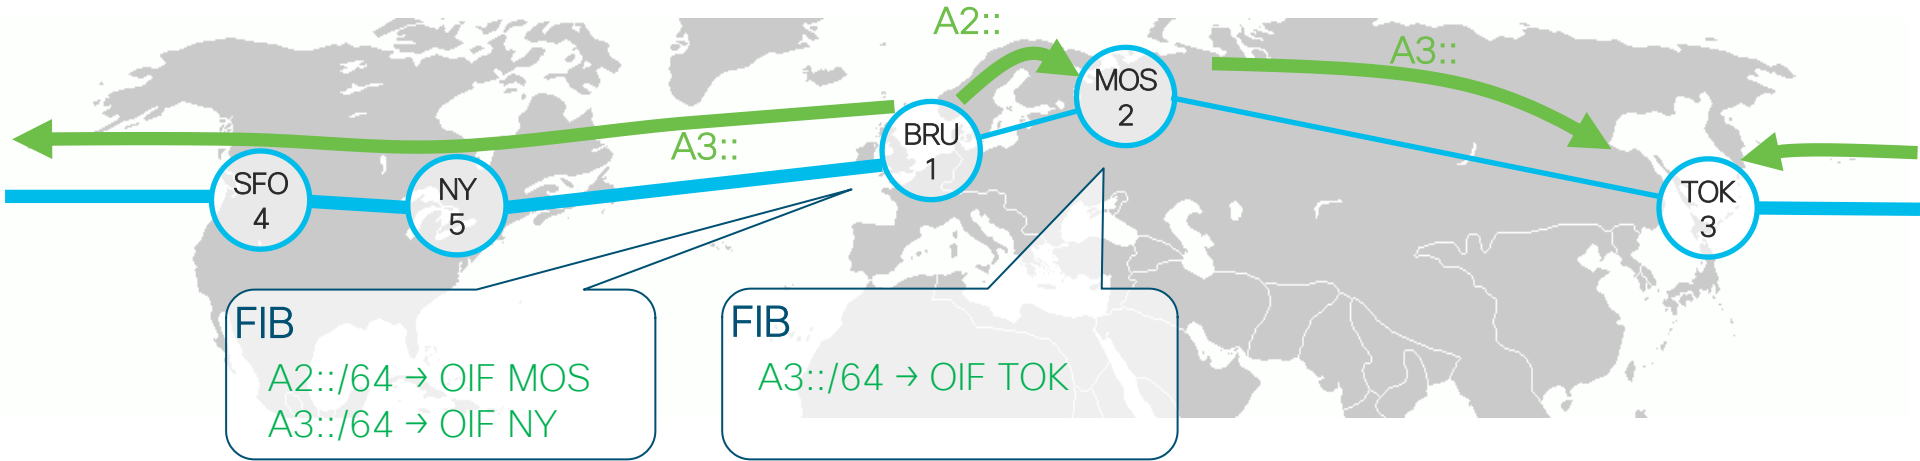 A2::
A3::
A3::
SFO
4
NY
5
BRU
1
MOS
2
TOK
3
FIB
A2::/64 → OIF MOS
A3::/64 → OIF NY
FIB
A3::/64 → OIF TOK